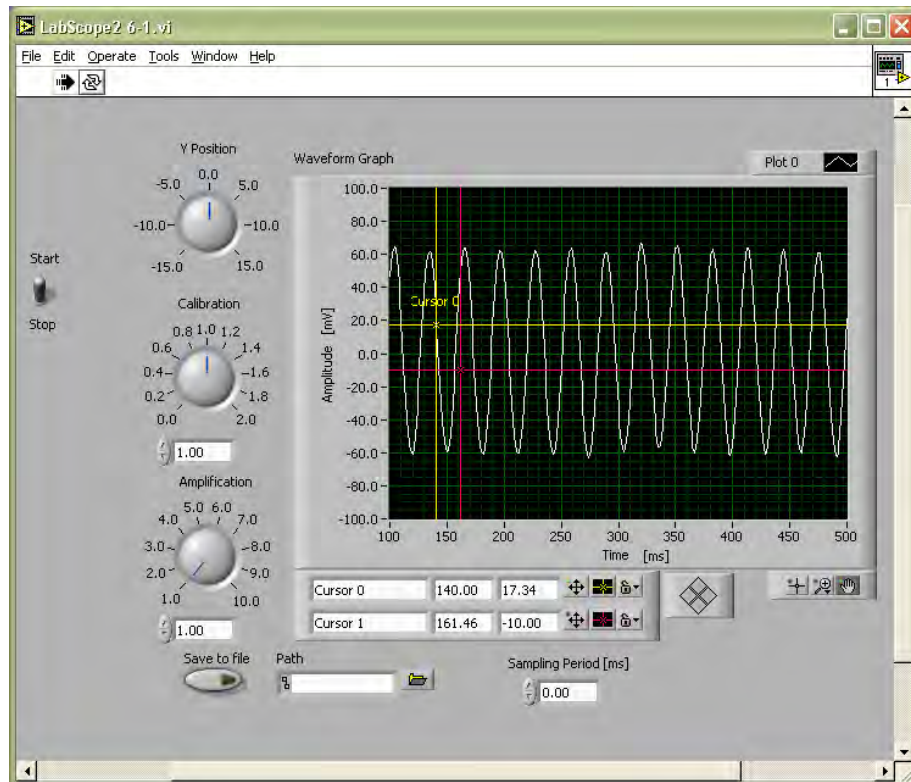 LabScope2 6-1.vi
File Edit Operate Tools Window Help
1
Y Position
-5.0 0.0 5.0
-10.0 10.0
-15.0 15.0
Start
Stop
Calibration
0.8 1.0 1.2
0.6 1.4
0.4 1.6
0.2 1.8
0.0 2.0
1.00
Amplification
5.0 6.0
4.0 7.0
3.0 8.0
2.0 9.0
1.0 10.0
1.00
Waveform Graph
Plot 0
100.0
80.0
60.0
40.0
20.0
0.0
-20.0
-40.0
-60.0
-80.0
-100.0
Amplitude [mV]
Cursor 0
100 150 200 250 300 350 400 450 500
Time [ms]
Cursor 0 140.00 17.34
Cursor 1 161.46 -10.00
Save to file
Path
Sampling Period [ms]
0.00